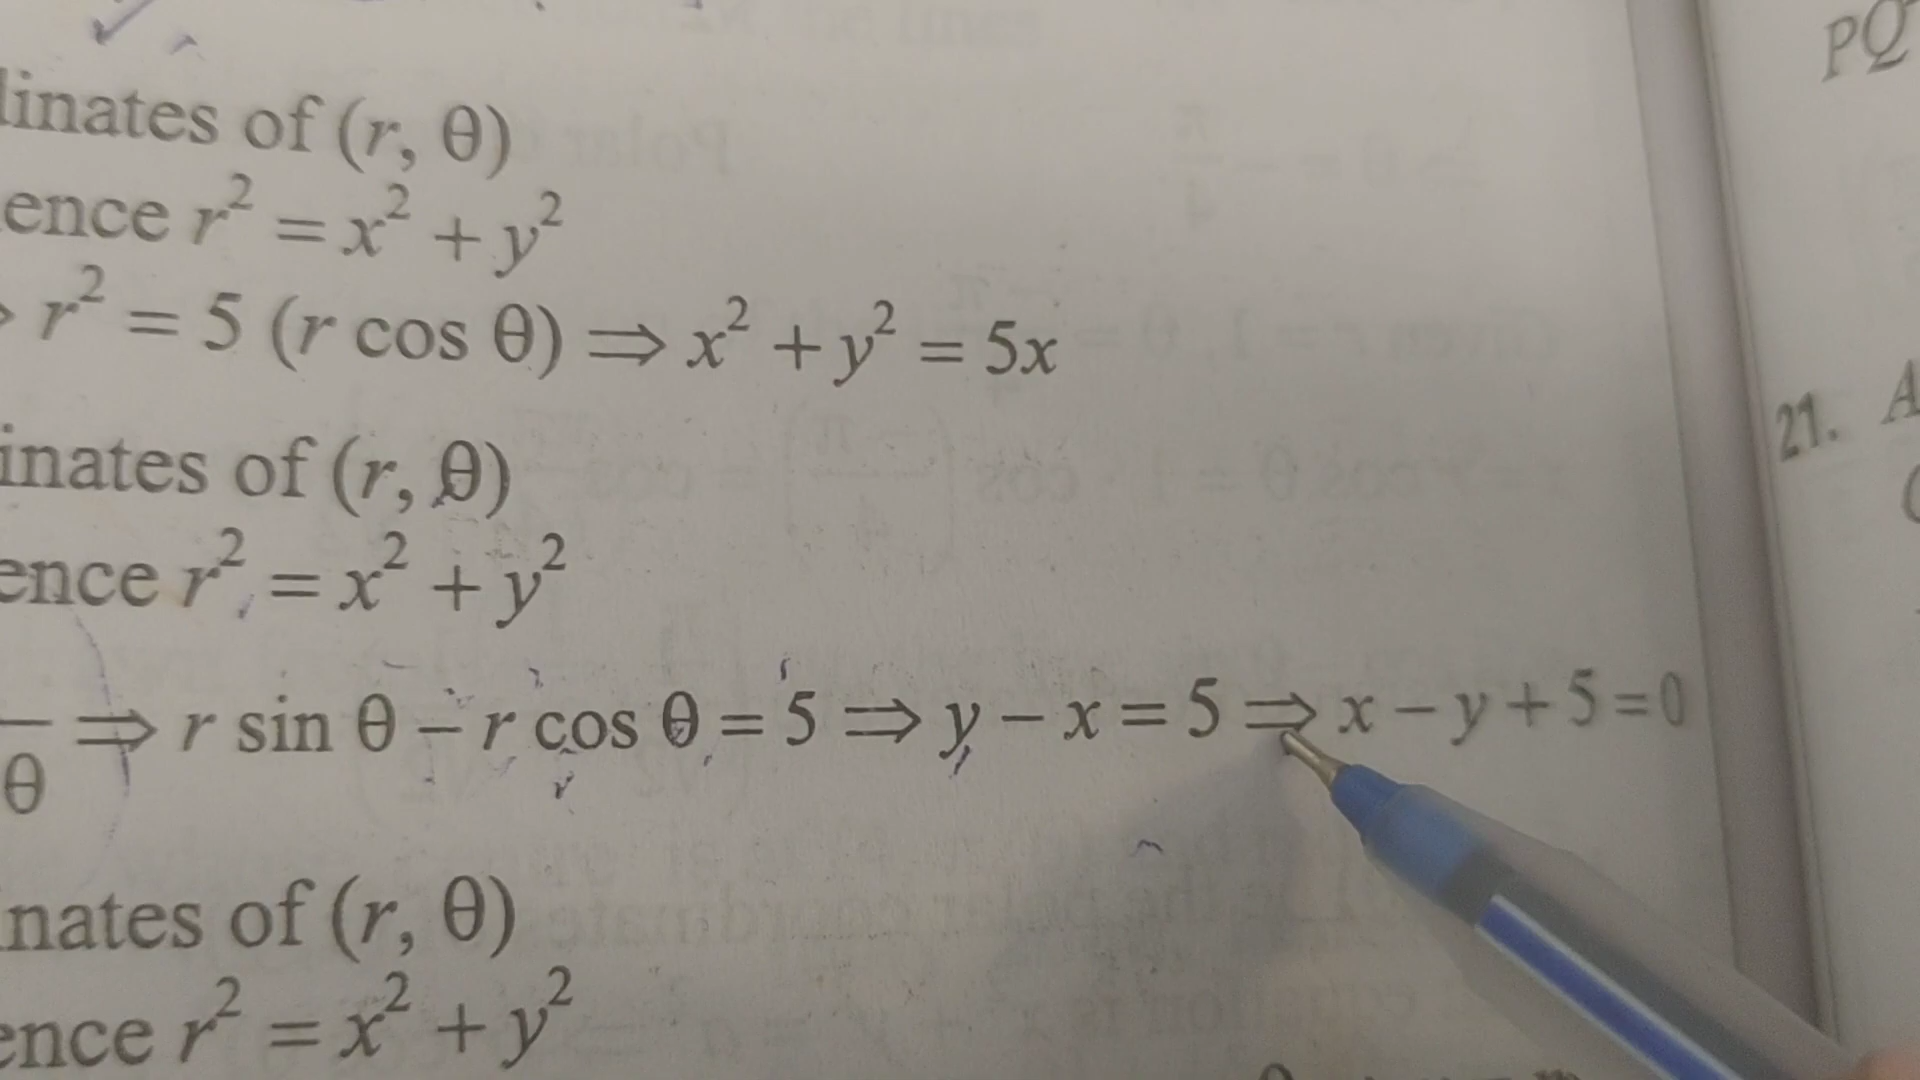 PQ
linates of (r, θ)
ence r² = x² + y²
r² = 5 (r cos θ) ⇒ x² + y² = 5x
21. A
inates of (r, θ)
ence r² = x² + y²
θ ⇒ r sin θ − r cos θ = 5 ⇒ y − x = 5 ⇒ x − y + 5 = 0
nates of (r, θ)
ence r² = x² + y²